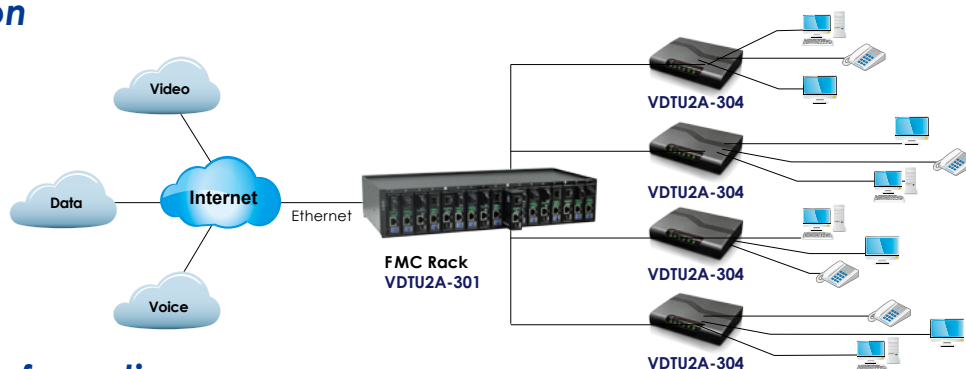 on
Video
Data
Internet
Voice
Ethernet
FMC Rack
VDTU2A-301
VDTU2A-304
VDTU2A-304
VDTU2A-304
VDTU2A-304